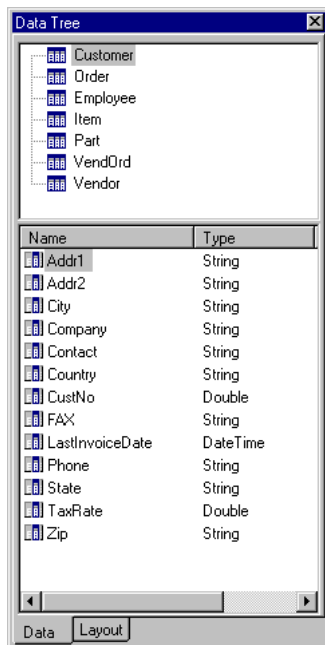 Data Tree
Customer
Order
Employee
Item
Part
VendOrd
Vendor
Name Type
Addr1 String
Addr2 String
City String
Company String
Contact String
Country String
CustNo Double
FAX String
LastInvoiceDate DateTime
Phone String
State String
TaxRate Double
Zip String
Data Layout